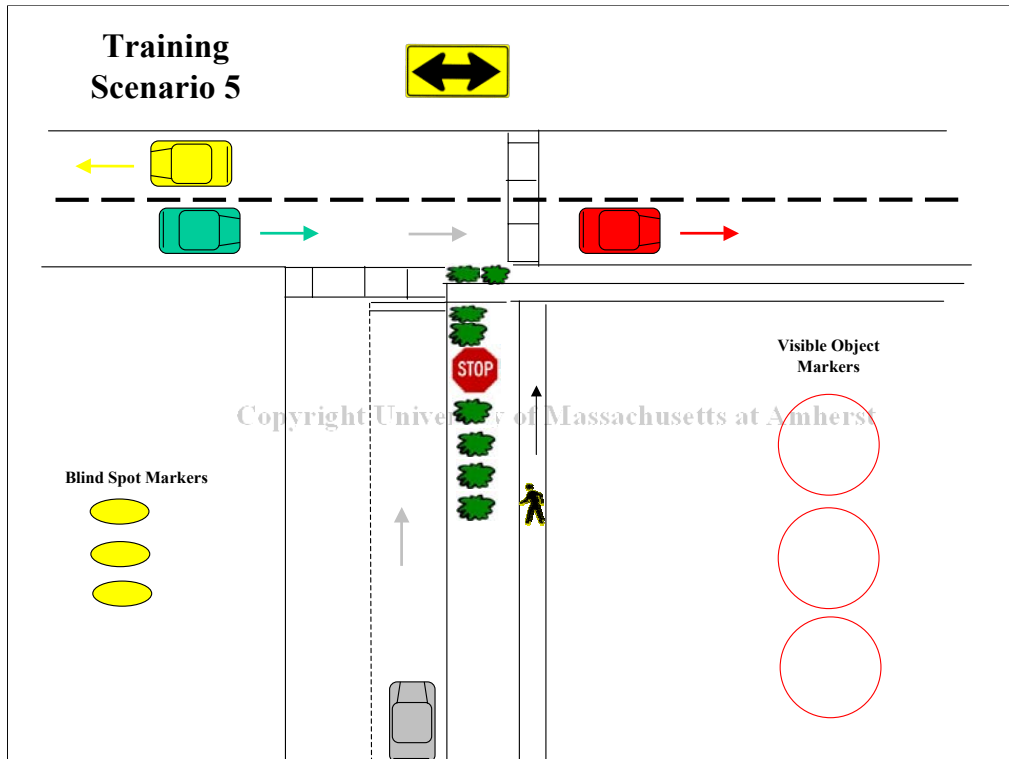 Training
Scenario 5
STOP
Visible Object
Markers
Copyright University of Massachusetts at Amherst
Blind Spot Markers